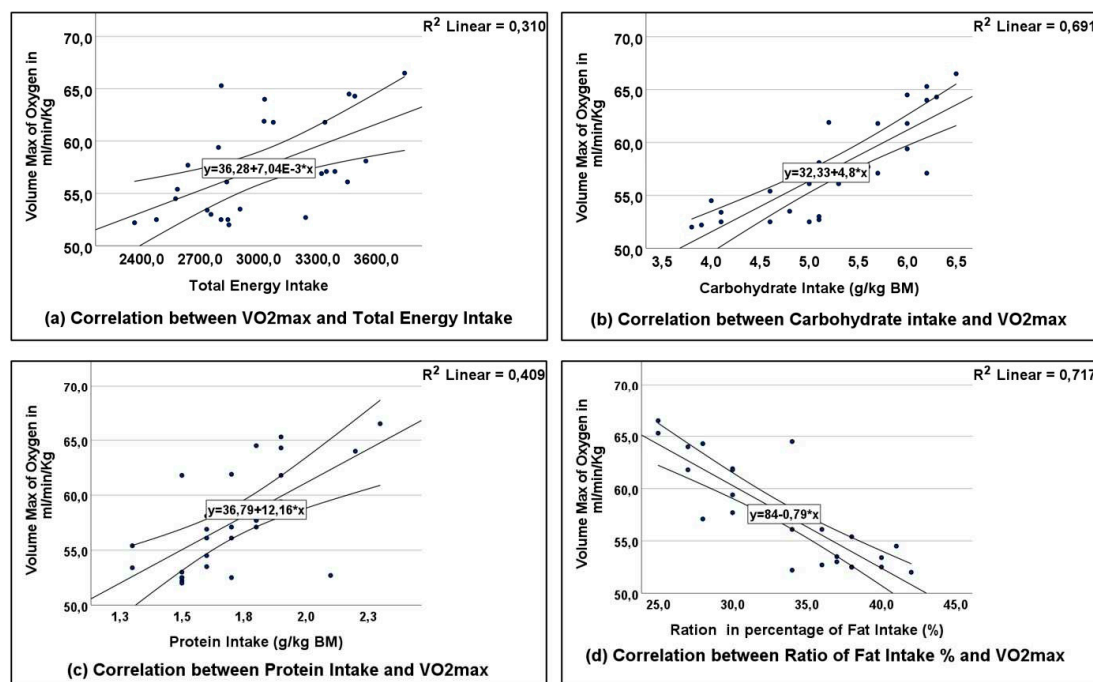 R² Linear = 0,310
70,0
65,0
60,0
55,0
50,0
Volume Max of Oxygen in
ml/min/Kg
y=36,28+7,04E-3*x
2400,0 2700,0 3000,0 3300,0 3600,0
Total Energy Intake
(a) Correlation between VO2max and Total Energy Intake
R² Linear = 0,691
70,0
65,0
60,0
55,0
50,0
Volume Max of Oxygen in
ml/min/Kg
y=32,33+4,8*x
3,5 4,0 4,5 5,0 5,5 6,0 6,5
Carbohydrate Intake (g/kg BM)
(b) Correlation between Carbohydrate intake and VO2max
R² Linear = 0,409
70,0
65,0
60,0
55,0
50,0
Volume Max of Oxygen in
ml/min/Kg
y=36,79+12,16*x
1,3 1,5 1,8 2,0 2,3
Protein Intake (g/kg BM)
(c) Correlation between Protein Intake and VO2max
R² Linear = 0,717
70,0
65,0
60,0
55,0
50,0
Volume Max of Oxygen in
ml/min/Kg
y=84-0,79*x
25,0 30,0 35,0 40,0 45,0
Ration in percentage of Fat Intake (%)
(d) Correlation between Ratio of Fat Intake % and VO2max